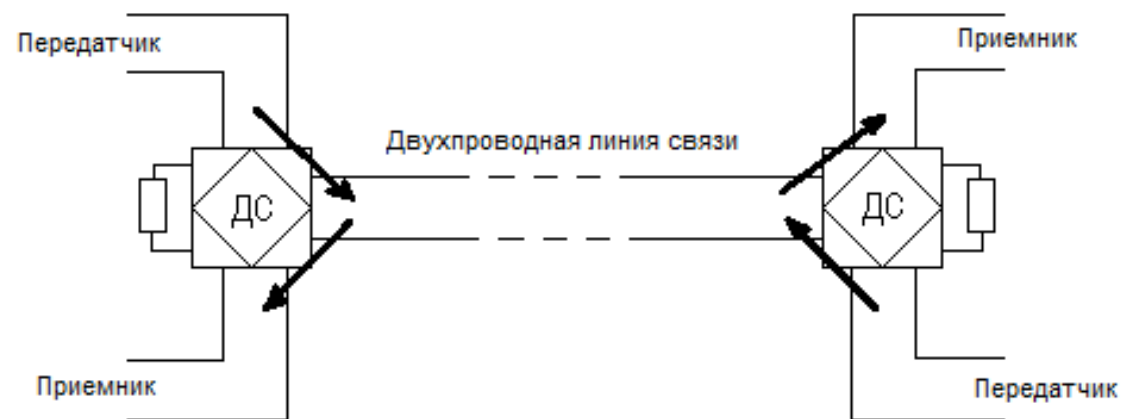 Передатчик
Приемник
Двухпроводная линия связи
ДС
ДС
Приемник
Передатчик